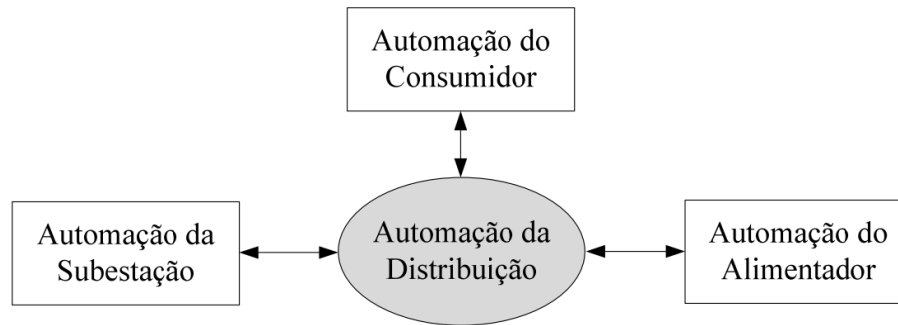 Automação do
Consumidor
Automação da
Subestação
Automação da
Distribuição
Automação do
Alimentador